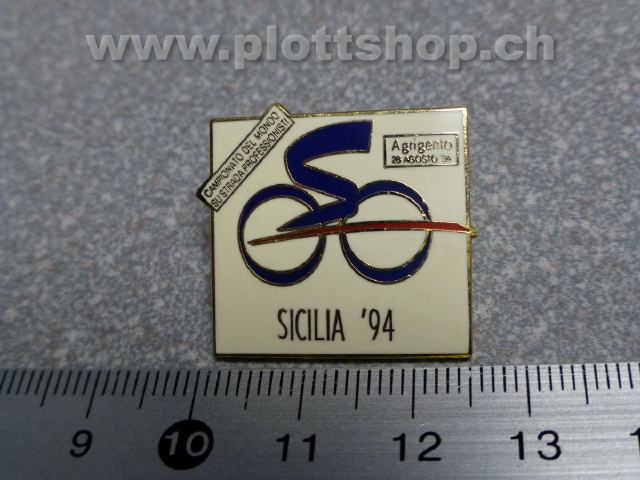 www.plottshop.ch
CAMPIONATO DEL MONDO
SU STRADA PROFESSIONISTI
Agrigento
28 AGOSTO '94
SICILIA '94
9 10 11 12 13